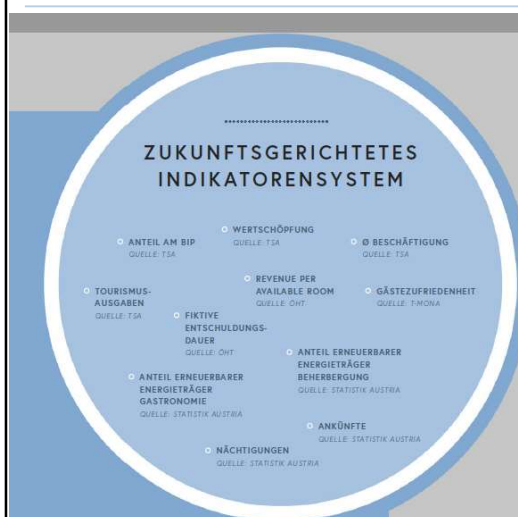 ZUKUNFTSGERICHTETES
INDIKATORENSYSTEM
WERTSCHÖPFUNG
QUELLE: TSA
ANTEIL AM BIP
QUELLE: TSA
Ø BESCHÄFTIGUNG
QUELLE: TSA
REVENUE PER
AVAILABLE ROOM
QUELLE: ÖHT
TOURISMUS-
AUSGABEN
QUELLE: TSA
GÄSTEZUFRIEDENHEIT
QUELLE: T-MONA
FIKTIVE
ENTSCHULDUNGS-
DAUER
QUELLE: ÖHT
ANTEIL ERNEUERBARER
ENERGIETRÄGER
BEHERBERGUNG
QUELLE: STATISTIK AUSTRIA
ANTEIL ERNEUERBARER
ENERGIETRÄGER
GASTRONOMIE
QUELLE: STATISTIK AUSTRIA
ANKÜNFTE
QUELLE: STATISTIK AUSTRIA
NÄCHTIGUNGEN
QUELLE: STATISTIK AUSTRIA